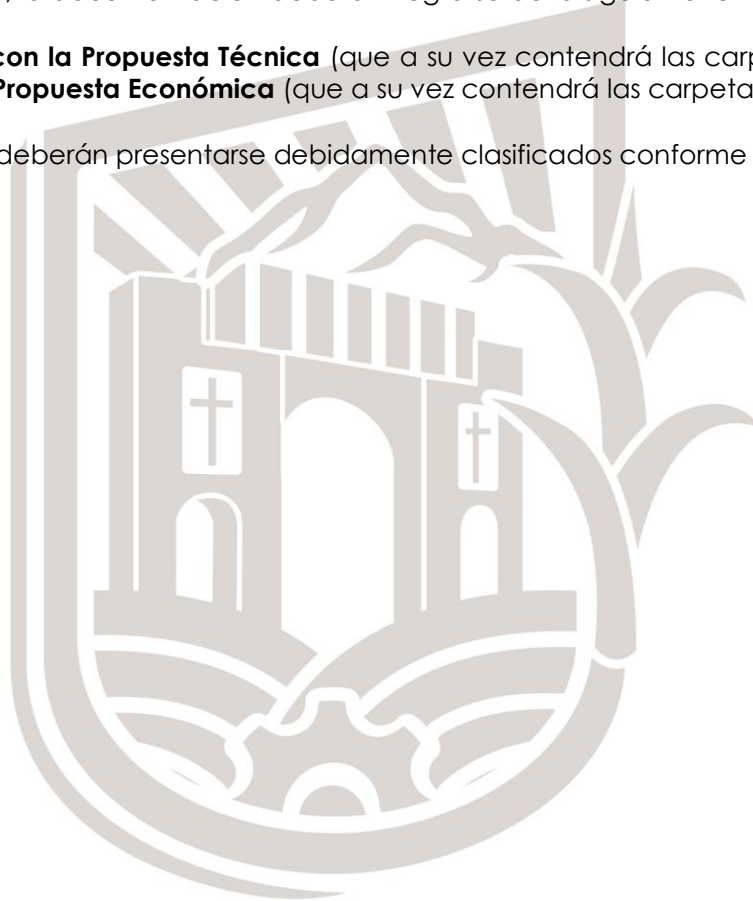 con la Propuesta Técnica (que a su vez contendrá las carp
Propuesta Económica (que a su vez contendrá las carpeta
deberán presentarse debidamente clasificados conforme